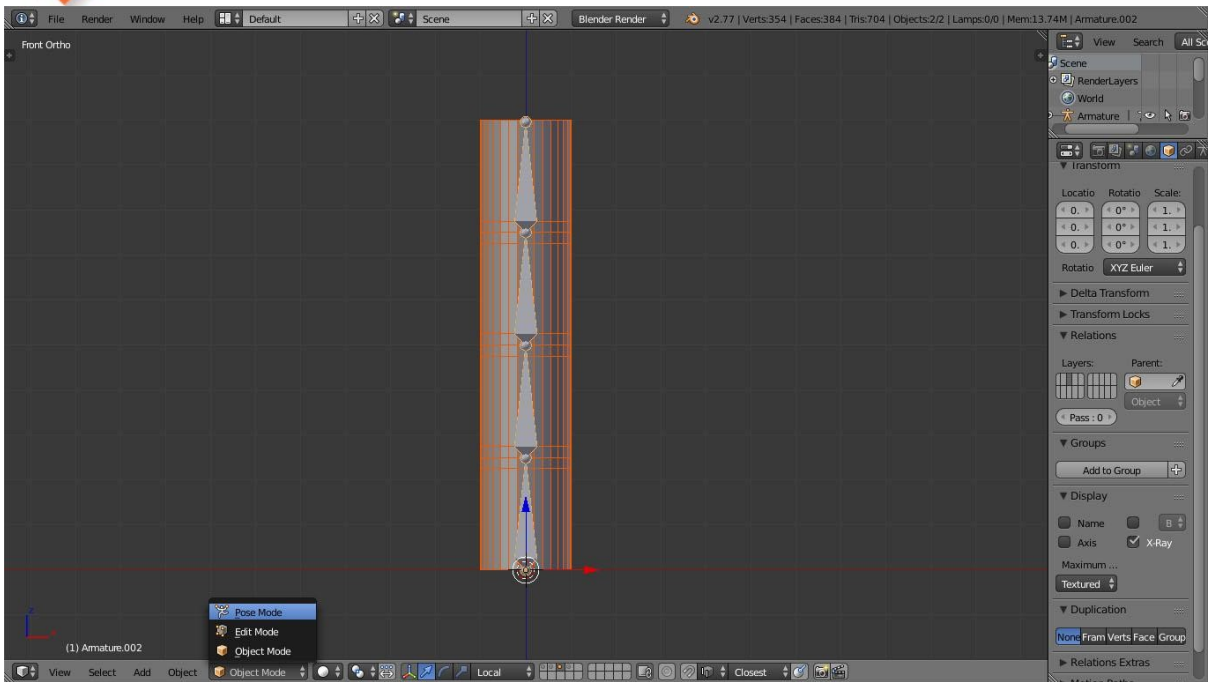 File Render Window Help Default Scene Blender Render v2.77 | Verts:354 | Faces:384 | Tris:704 | Objects:2/2 | Lamps:0/0 | Mem:13.74M | Armature.002
Front Ortho
View Search All Sc
Scene
RenderLayers
World
Armature
Transform
Locatio Rotatio Scale:
0. 0° 1.
0. 0° 1.
0. 0° 1.
Rotatio XYZ Euler
Delta Transform
Transform Locks
Relations
Layers: Parent:
Object
Pass : 0
Groups
Add to Group
Display
Name B
Axis X-Ray
Maximum ...
Textured
Duplication
None Fram Verts Face Group
Relations Extras
z
x
(1) Armature.002
Pose Mode
Edit Mode
Object Mode
View Select Add Object Object Mode Local Closest